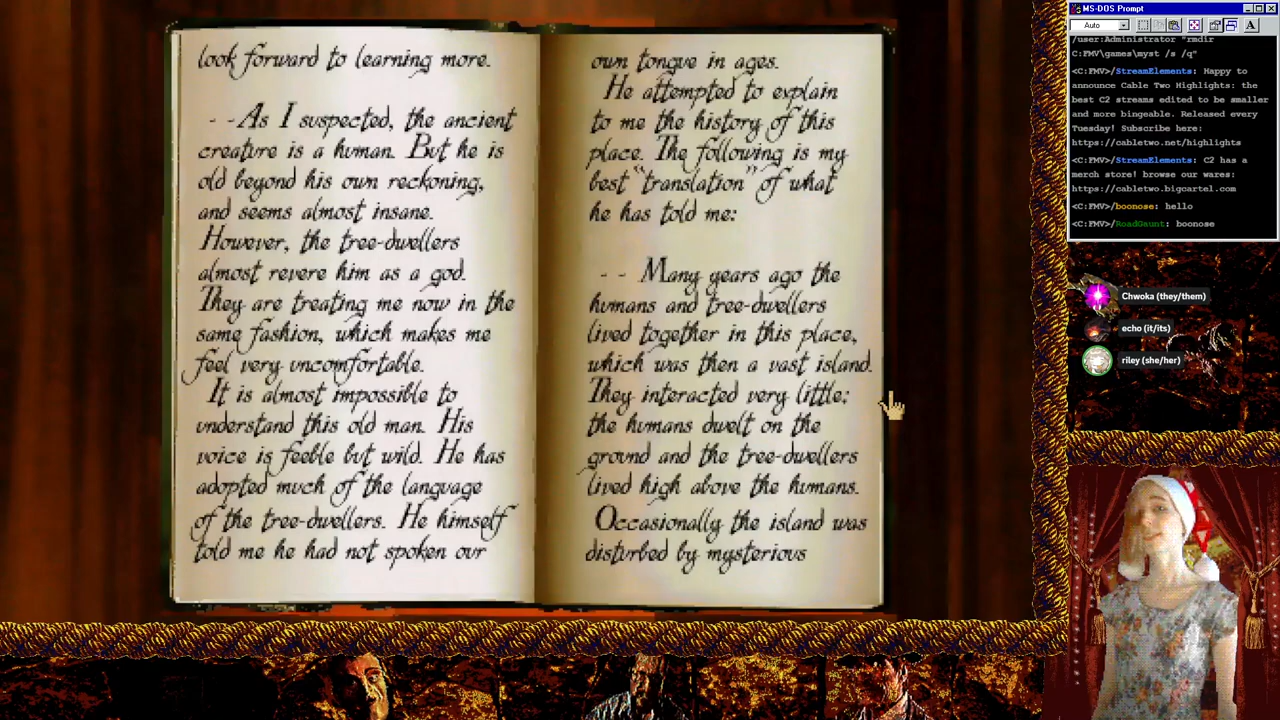 look forward to learning more.
- -As I suspected, the ancient
creature is a human. But he is
old beyond his own reckoning,
and seems almost insane.
However, the tree-dwellers
almost revere him as a god.
They are treating me now in the
same fashion, which makes me
feel very uncomfortable.
It is almost impossible to
understand this old man. His
voice is feeble but wild. He has
adopted much of the language
of the tree-dwellers. He himself
told me he had not spoken our
own tongue in ages.
He attempted to explain
to me the history of this
place. The following is my
best "translation" of what
he has told me:
- - Many years ago the
humans and tree-dwellers
lived together in this place,
which was then a vast island.
They interacted very little;
the humans dwelt on the
ground and the tree-dwellers
lived high above the humans.
Occasionally the island was
disturbed by mysterious
MS-DOS Prompt
Auto
A
/user:Administrator "rmdir
C:FMV\games\myst /s /q"
<C:FMV>/StreamElements: Happy to
announce Cable Two Highlights: the
best C2 streams edited to be smaller
and more bingeable. Released every
Tuesday! Subscribe here:
https://cabletwo.net/highlights
<C:FMV>/StreamElements: C2 has a
merch store! browse our wares:
https://cabletwo.bigcartel.com
<C:FMV>/boonose: hello
<C:FMV>/RoadGaunt: boonose
Chwoka (they/them)
echo (it/its)
riley (she/her)